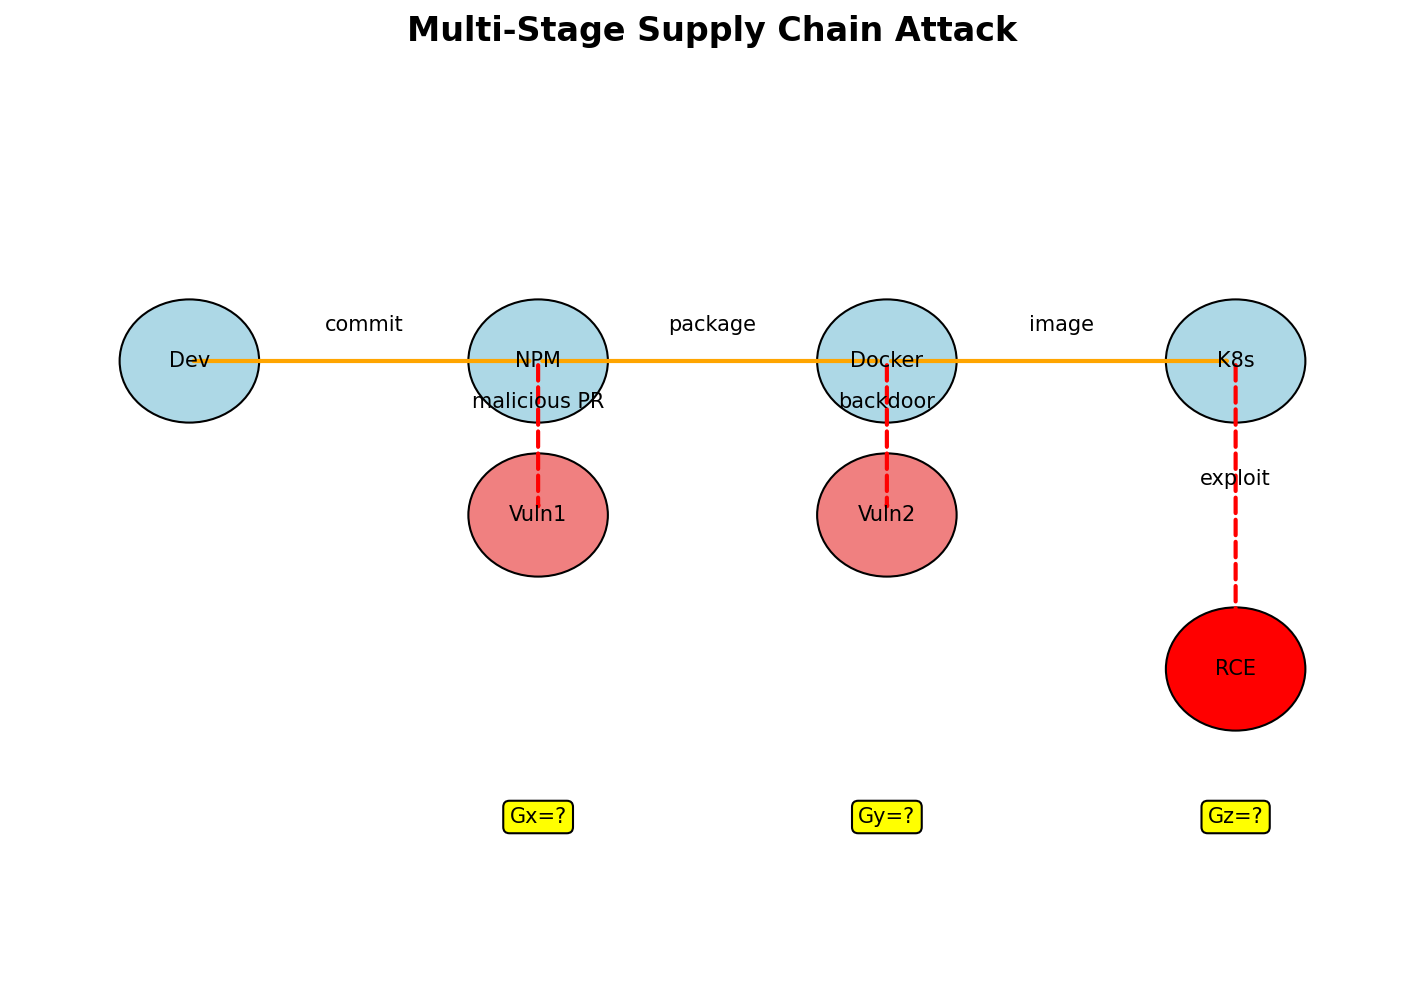 Multi-Stage Supply Chain Attack
commit
package
image
Dev
NPM
Docker
K8s
malicious PR
backdoor
exploit
Vuln1
Vuln2
RCE
Gx=?
Gy=?
Gz=?